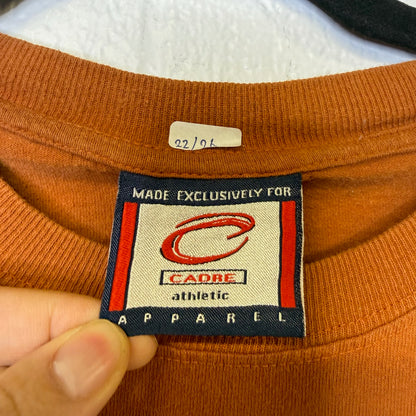 22/26
MADE EXCLUSIVELY FOR
CADRE
athletic
APPAREL